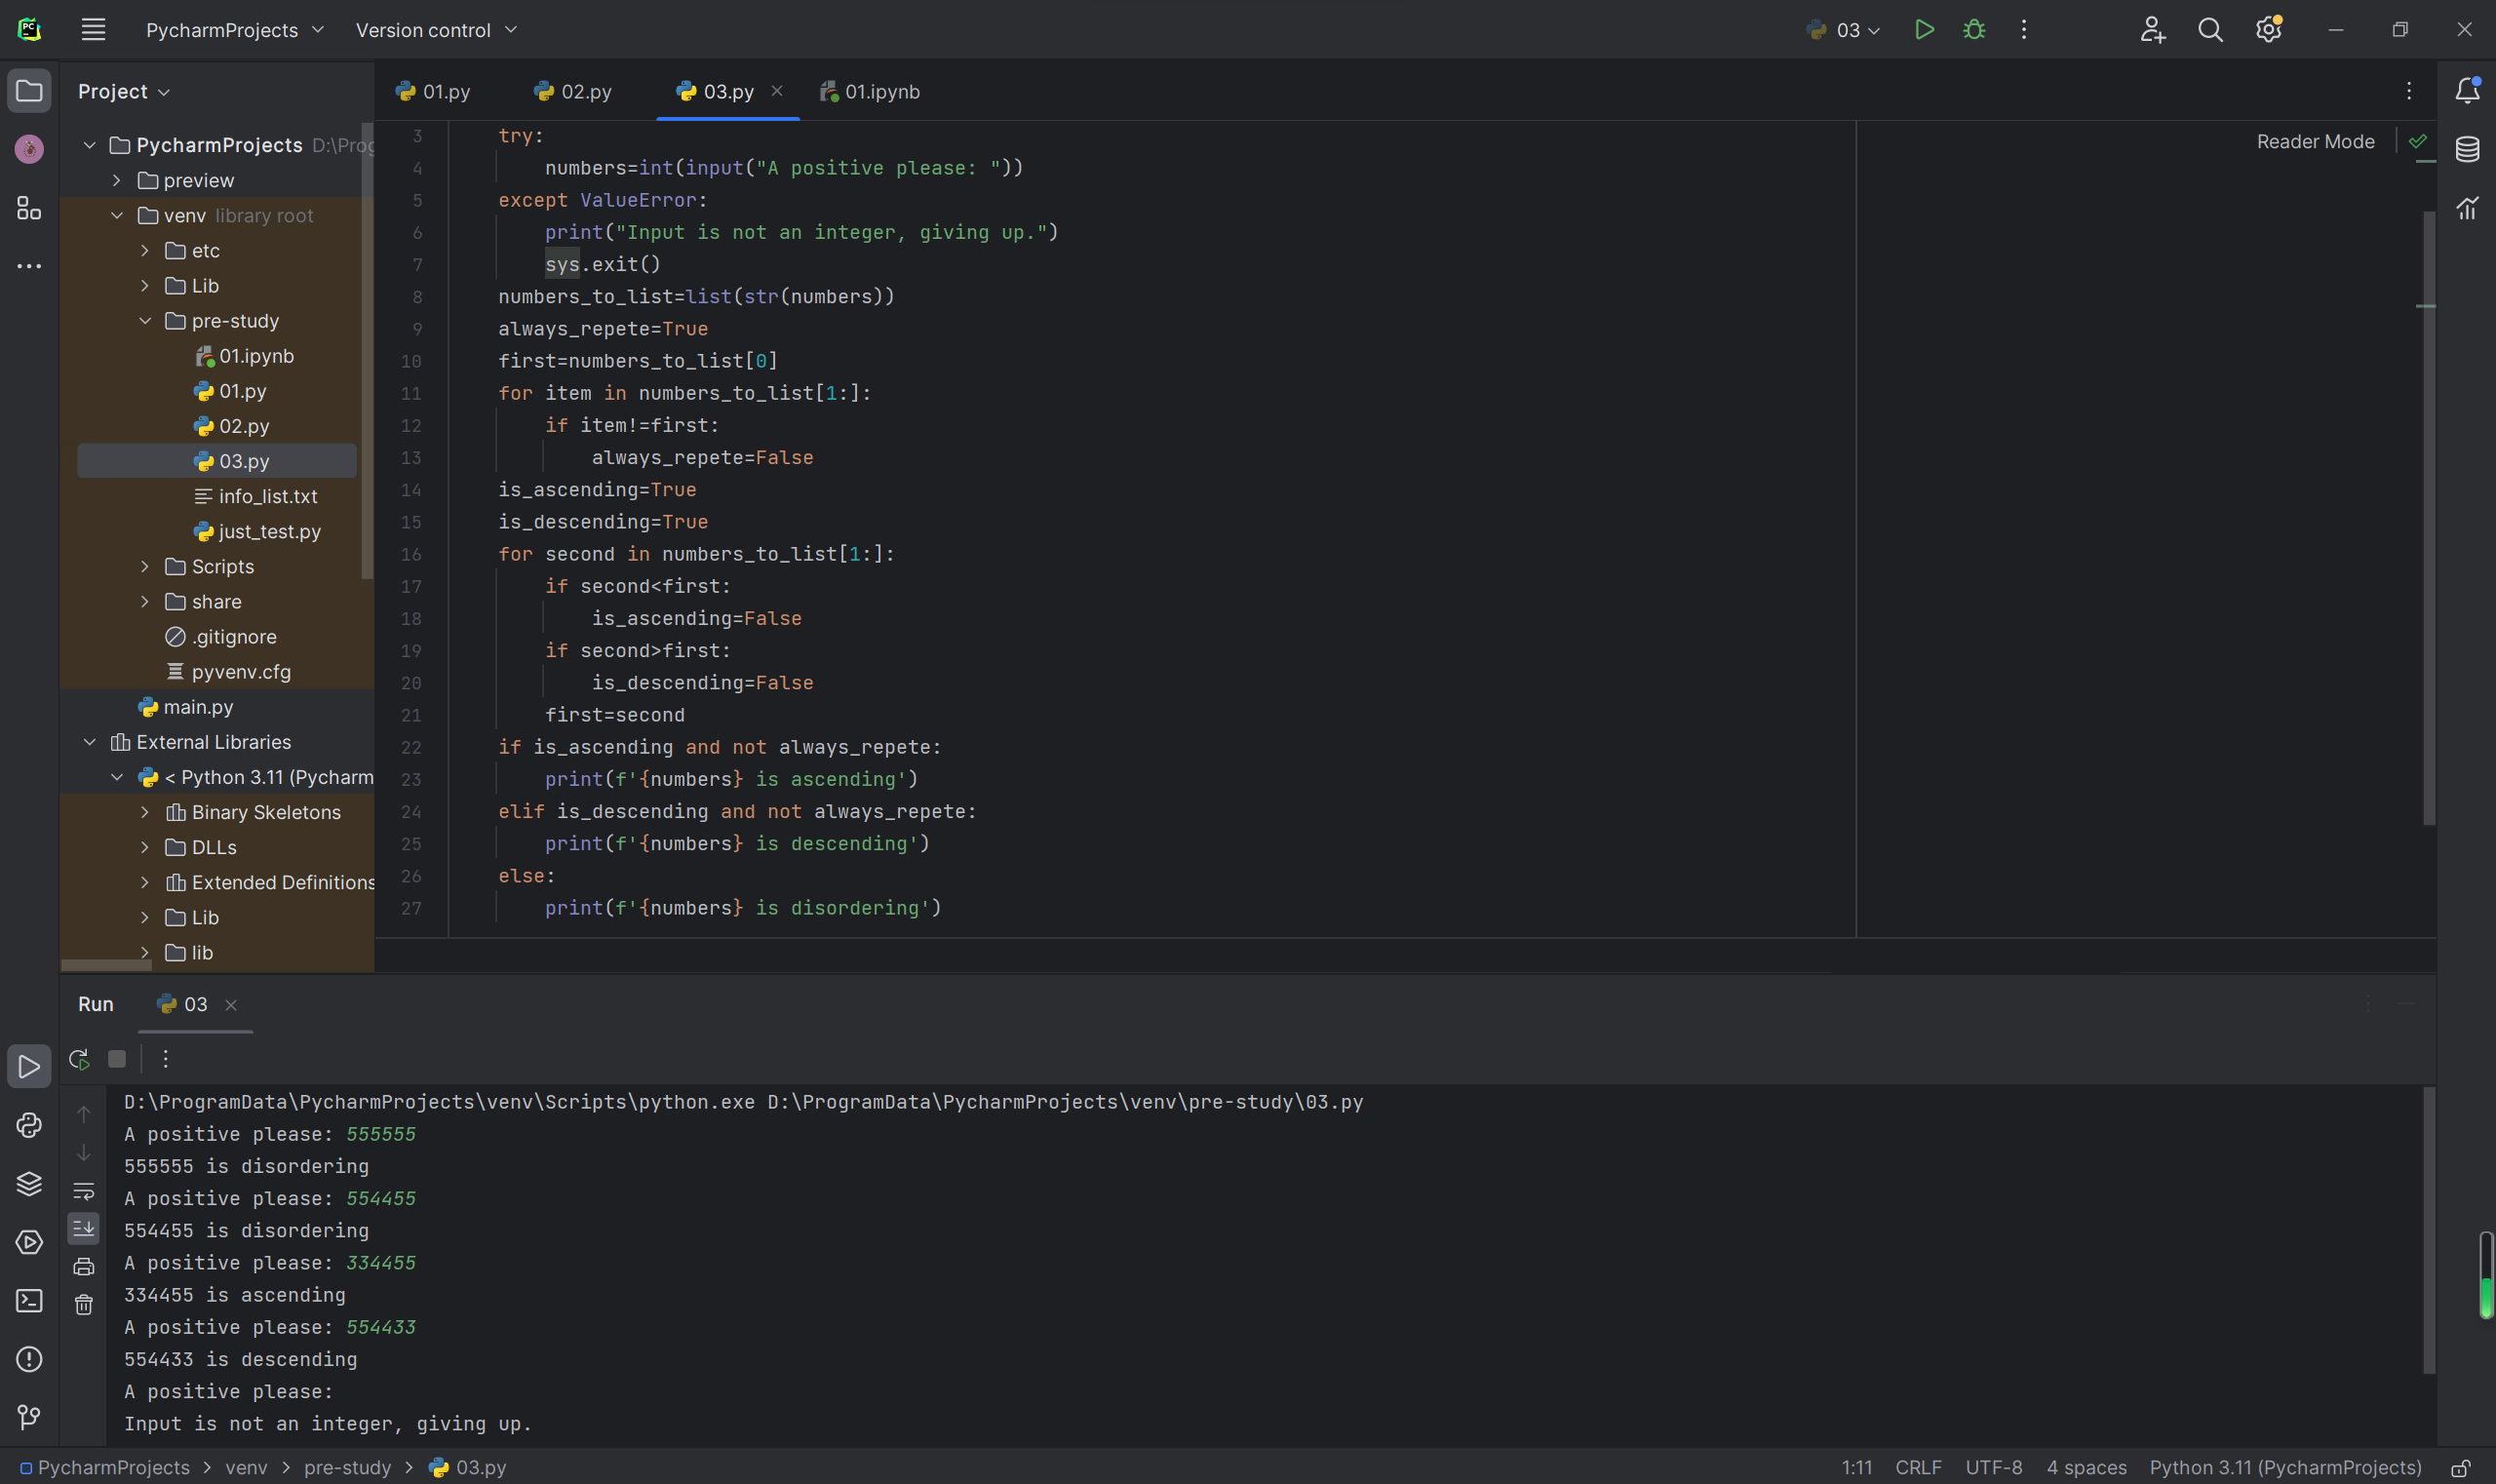 PycharmProjects Version control 03
Project
01.py 02.py 03.py 01.ipynb
PycharmProjects D:\Prog
preview
venv library root
etc
Lib
pre-study
01.ipynb
01.py
02.py
03.py
info_list.txt
just_test.py
Scripts
share
.gitignore
pyvenv.cfg
main.py
External Libraries
< Python 3.11 (Pycharm
Binary Skeletons
DLLs
Extended Definitions
Lib
lib
Reader Mode
3 try:
4 numbers=int(input("A positive please: "))
5 except ValueError:
6 print("Input is not an integer, giving up.")
7 sys.exit()
8 numbers_to_list=list(str(numbers))
9 always_repete=True
10 first=numbers_to_list[0]
11 for item in numbers_to_list[1:]:
12 if item!=first:
13 always_repete=False
14 is_ascending=True
15 is_descending=True
16 for second in numbers_to_list[1:]:
17 if second<first:
18 is_ascending=False
19 if second>first:
20 is_descending=False
21 first=second
22 if is_ascending and not always_repete:
23 print(f'{numbers} is ascending')
24 elif is_descending and not always_repete:
25 print(f'{numbers} is descending')
26 else:
27 print(f'{numbers} is disordering')
Run 03
D:\ProgramData\PycharmProjects\venv\Scripts\python.exe D:\ProgramData\PycharmProjects\venv\pre-study\03.py
A positive please: 555555
555555 is disordering
A positive please: 554455
554455 is disordering
A positive please: 334455
334455 is ascending
A positive please: 554433
554433 is descending
A positive please:
Input is not an integer, giving up.
PycharmProjects > venv > pre-study > 03.py
1:11 CRLF UTF-8 4 spaces Python 3.11 (PycharmProjects)